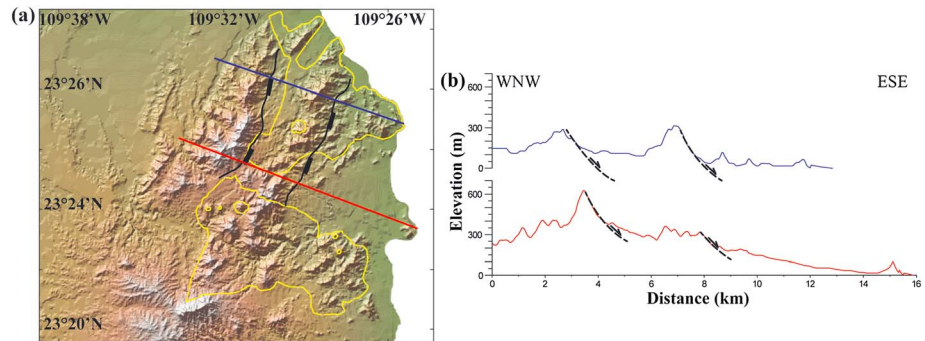 (a)
109°38'W 109°32'W 109°26'W
23°26'N
23°24'N
23°20'N
(b)
WNW ESE
Elevation (m)
300
0
600
300
0
0 2 4 6 8 10 12 14 16
Distance (km)